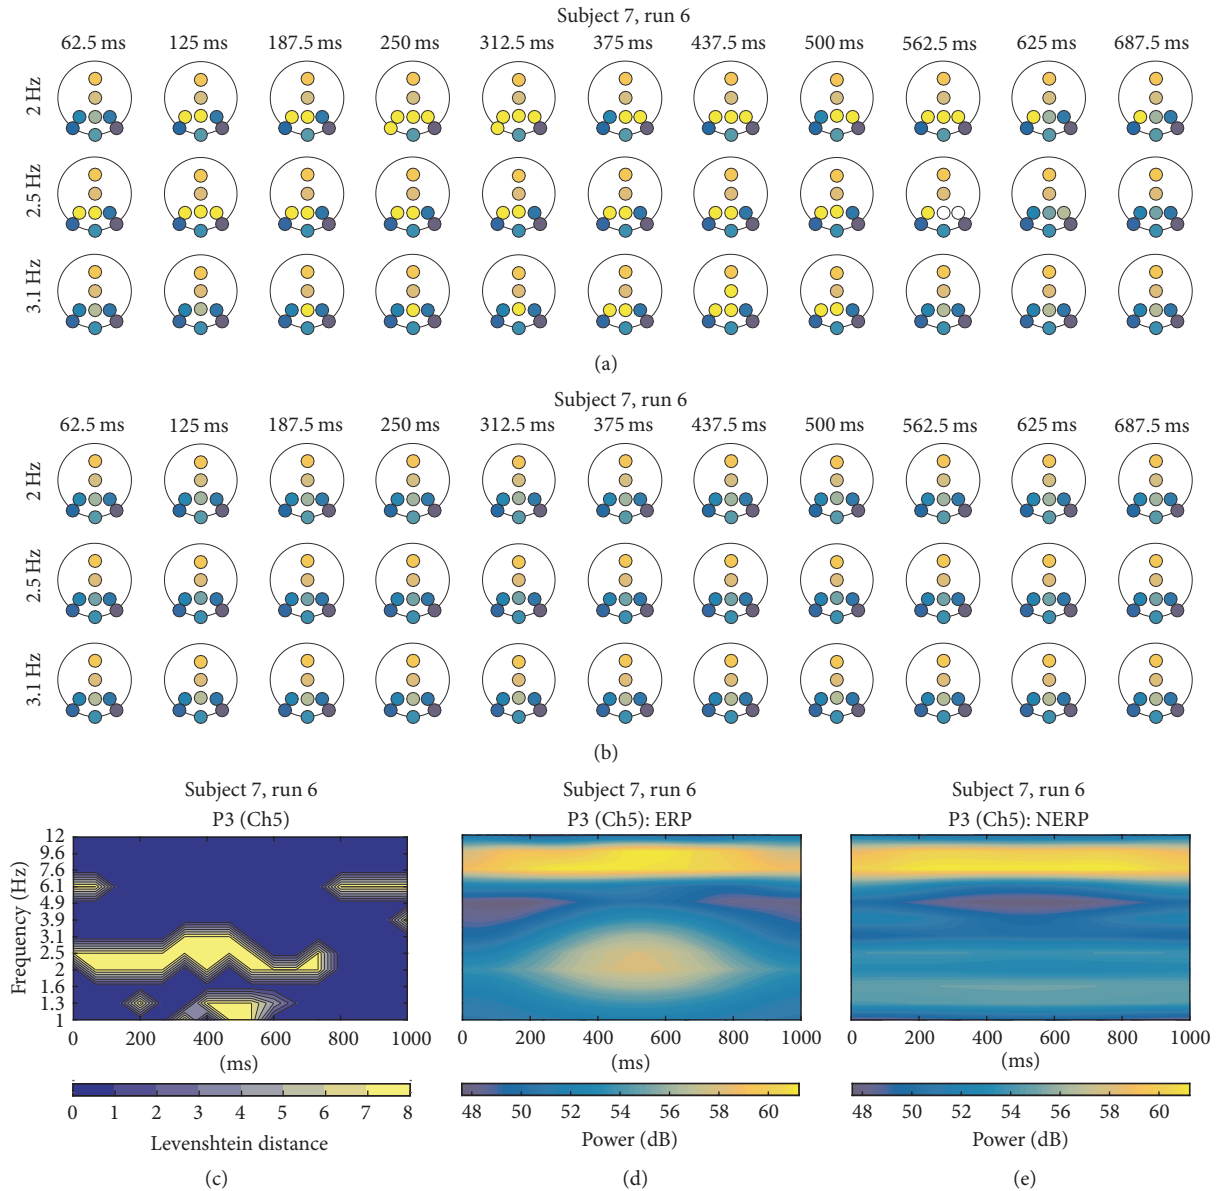 Subject 7, run 6
62.5 ms 125 ms 187.5 ms 250 ms 312.5 ms 375 ms 437.5 ms 500 ms 562.5 ms 625 ms 687.5 ms
2 Hz
2.5 Hz
3.1 Hz
(a)
Subject 7, run 6
62.5 ms 125 ms 187.5 ms 250 ms 312.5 ms 375 ms 437.5 ms 500 ms 562.5 ms 625 ms 687.5 ms
2 Hz
2.5 Hz
3.1 Hz
(b)
Subject 7, run 6
P3 (Ch5)
Frequency (Hz)
12
9.6
7.6
6.1
4.9
3.9
3.1
2.5
2
1.6
1.3
1
0 200 400 600 800 1000
(ms)
0 1 2 3 4 5 6 7 8
Levenshtein distance
(c)
Subject 7, run 6
P3 (Ch5): ERP
0 200 400 600 800 1000
(ms)
48 50 52 54 56 58 60
Power (dB)
(d)
Subject 7, run 6
P3 (Ch5): NERP
0 200 400 600 800 1000
(ms)
48 50 52 54 56 58 60
Power (dB)
(e)